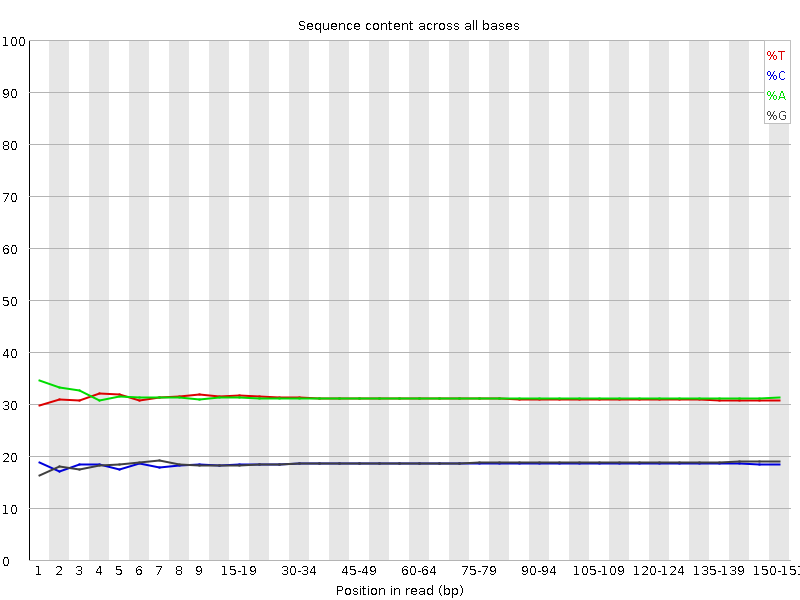 Sequence content across all bases
100
90
80
70
60
50
40
30
20
10
0
%T
%C
%A
%G
1 2 3 4 5 6 7 8 9 15-19 30-34 45-49 60-64 75-79 90-94 105-109 120-124 135-139 150-151
Position in read (bp)